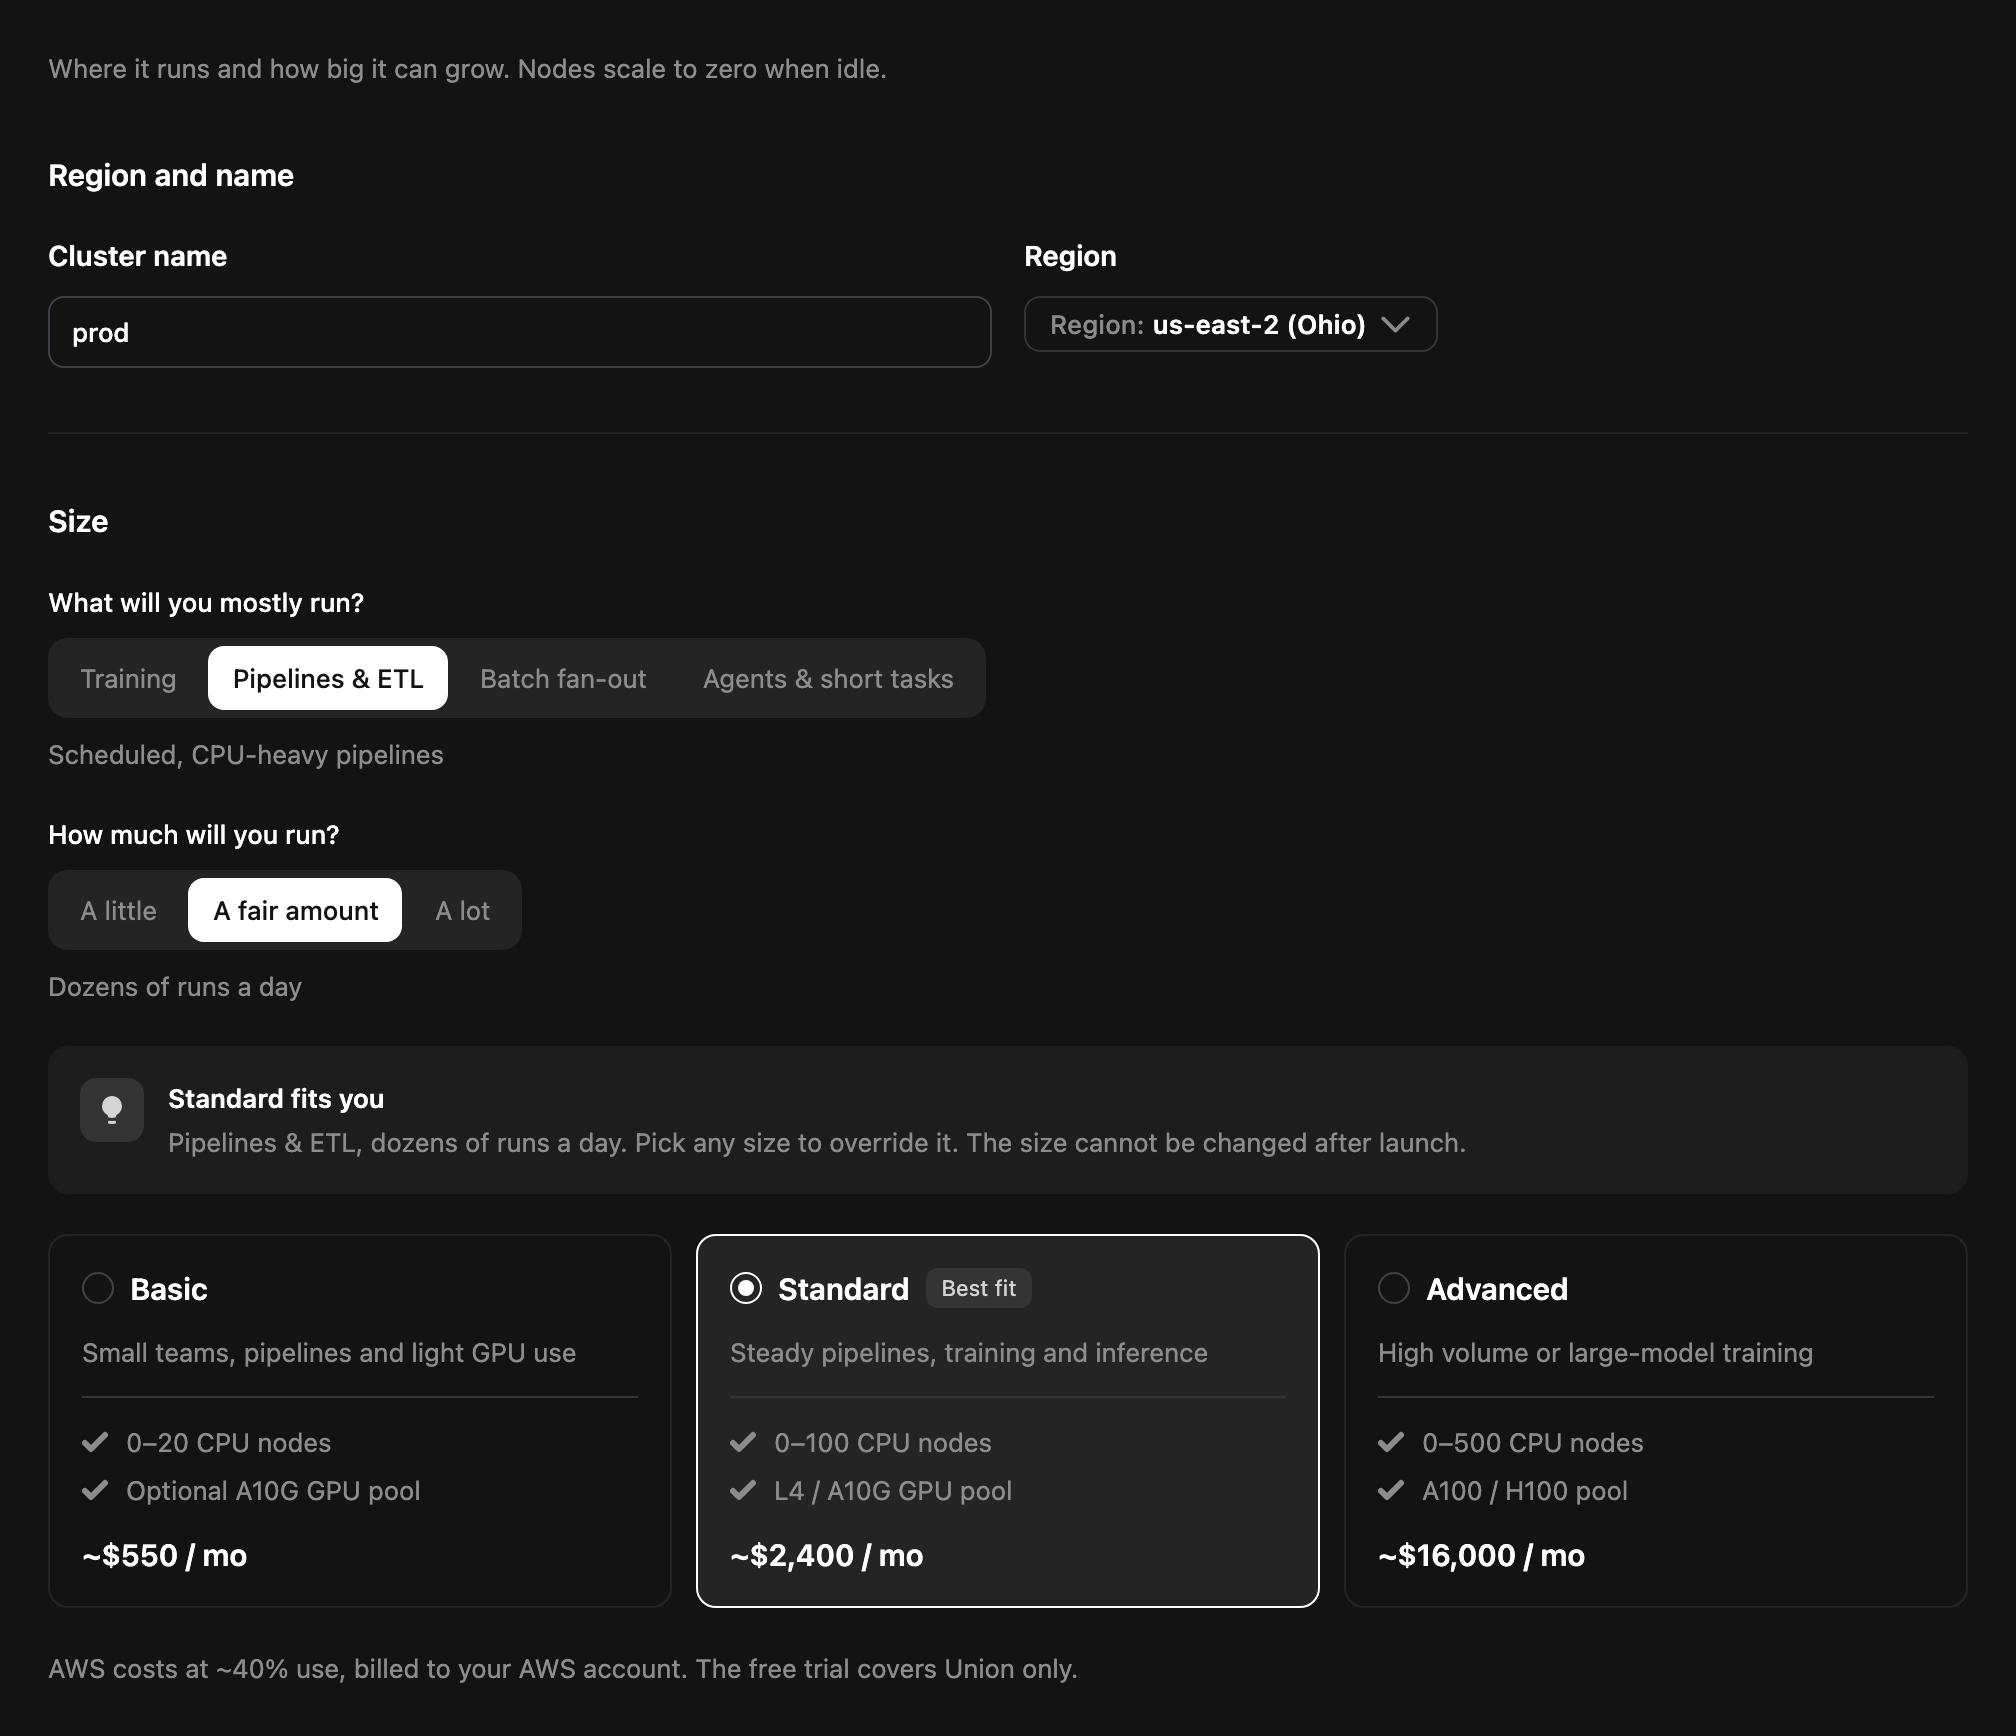 Where it runs and how big it can grow. Nodes scale to zero when idle.
Region and name
Cluster name
prod
Region
Region: us-east-2 (Ohio)
Size
What will you mostly run?
Training Pipelines & ETL Batch fan-out Agents & short tasks
Scheduled, CPU-heavy pipelines
How much will you run?
A little A fair amount A lot
Dozens of runs a day
Standard fits you
Pipelines & ETL, dozens of runs a day. Pick any size to override it. The size cannot be changed after launch.
Basic
Small teams, pipelines and light GPU use
0–20 CPU nodes
Optional A10G GPU pool
~$550 / mo
Standard Best fit
Steady pipelines, training and inference
0–100 CPU nodes
L4 / A10G GPU pool
~$2,400 / mo
Advanced
High volume or large-model training
0–500 CPU nodes
A100 / H100 pool
~$16,000 / mo
AWS costs at ~40% use, billed to your AWS account. The free trial covers Union only.